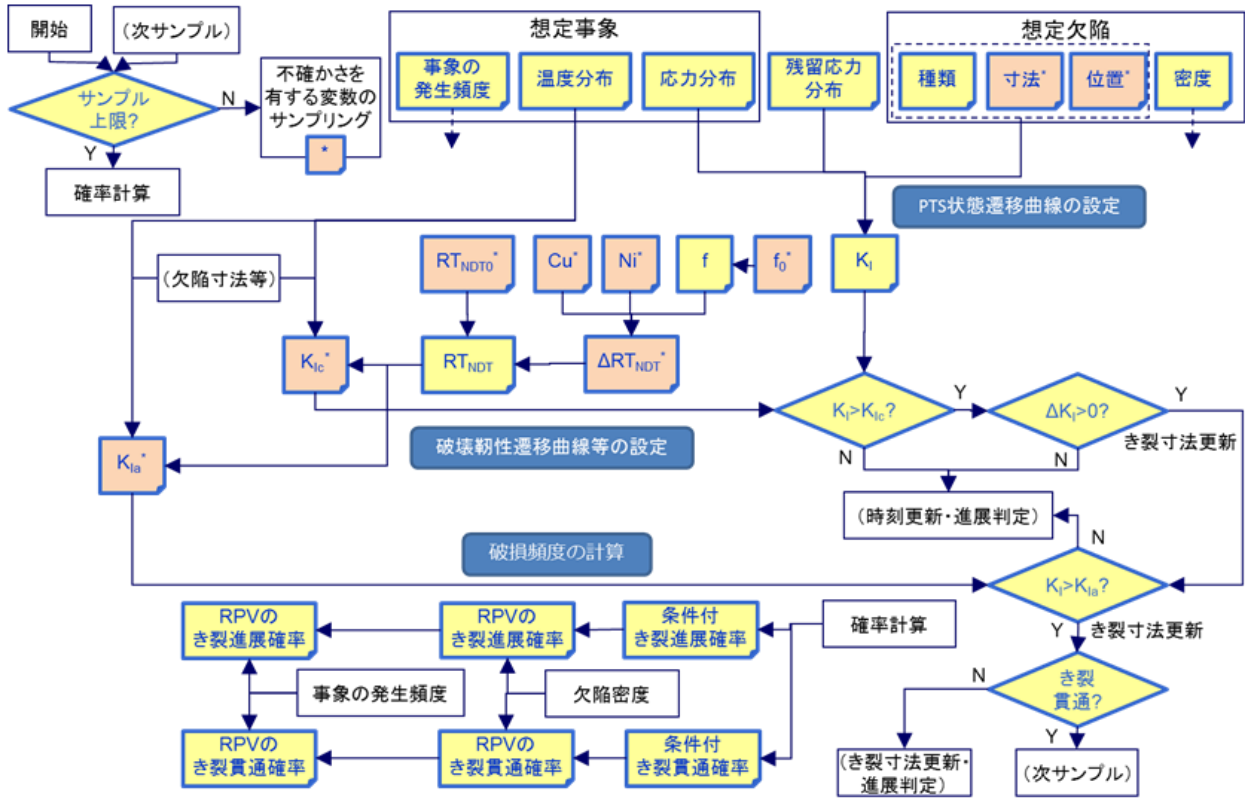 開始
(次サンプル)
サンプル
上限?
N
Y
確率計算
不確かさを
有する変数の
サンプリング
*
想定事象
事象の
発生頻度
温度分布
応力分布
残留応力
分布
想定欠陥
種類
寸法*
位置*
密度
PTS状態遷移曲線の設定
(欠陥寸法等)
RTNDT0*
Cu*
Ni*
f
f0*
KI
KIc*
RTNDT
ΔRTNDT*
KI>KIc?
Y
ΔKI>0?
Y
き裂寸法更新
N
N
破壊靭性遷移曲線等の設定
KIa*
(時刻更新・進展判定)
N
破損頻度の計算
KI>KIa?
Y
き裂寸法更新
RPVの
き裂進展確率
RPVの
き裂進展確率
条件付
き裂進展確率
確率計算
事象の発生頻度
欠陥密度
N
き裂
貫通?
Y
RPVの
き裂貫通確率
RPVの
き裂貫通確率
条件付
き裂貫通確率
(き裂寸法更新・
進展判定)
(次サンプル)